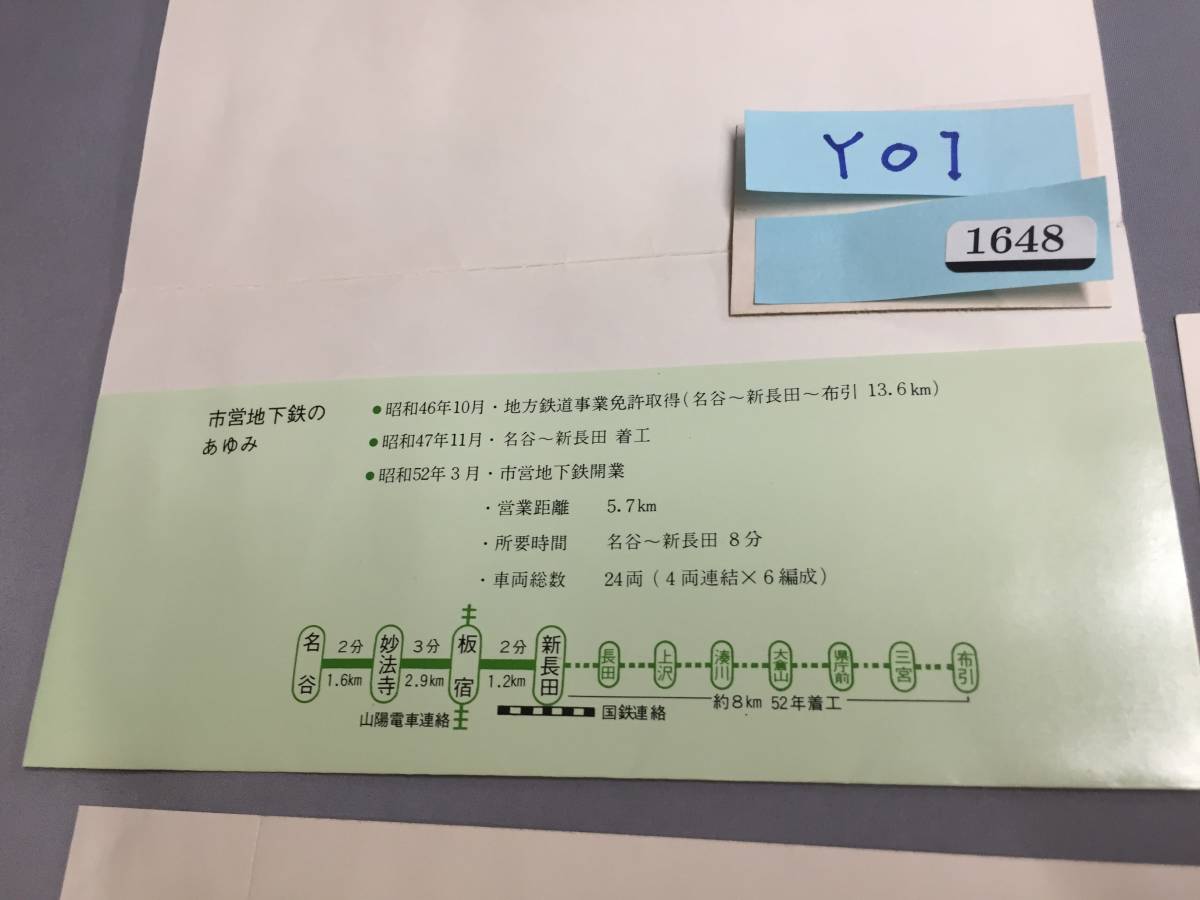 Y01
1648
市営地下鉄の
あゆみ
●昭和46年10月・地方鉄道事業免許取得(名谷～新長田～布引 13.6km)
●昭和47年11月・名谷～新長田 着工
●昭和52年3月・市営地下鉄開業
・営業距離 5.7km
・所要時間 名谷～新長田 8分
・車両総数 24両(4両連結×6編成)
名谷 2分 妙法寺 3分 板宿 2分 新長田 長田 上沢 湊川 大倉山 県庁前 三宮 布引
1.6km 2.9km 1.2km
約8km 52年着工
山陽電車連絡 国鉄連絡